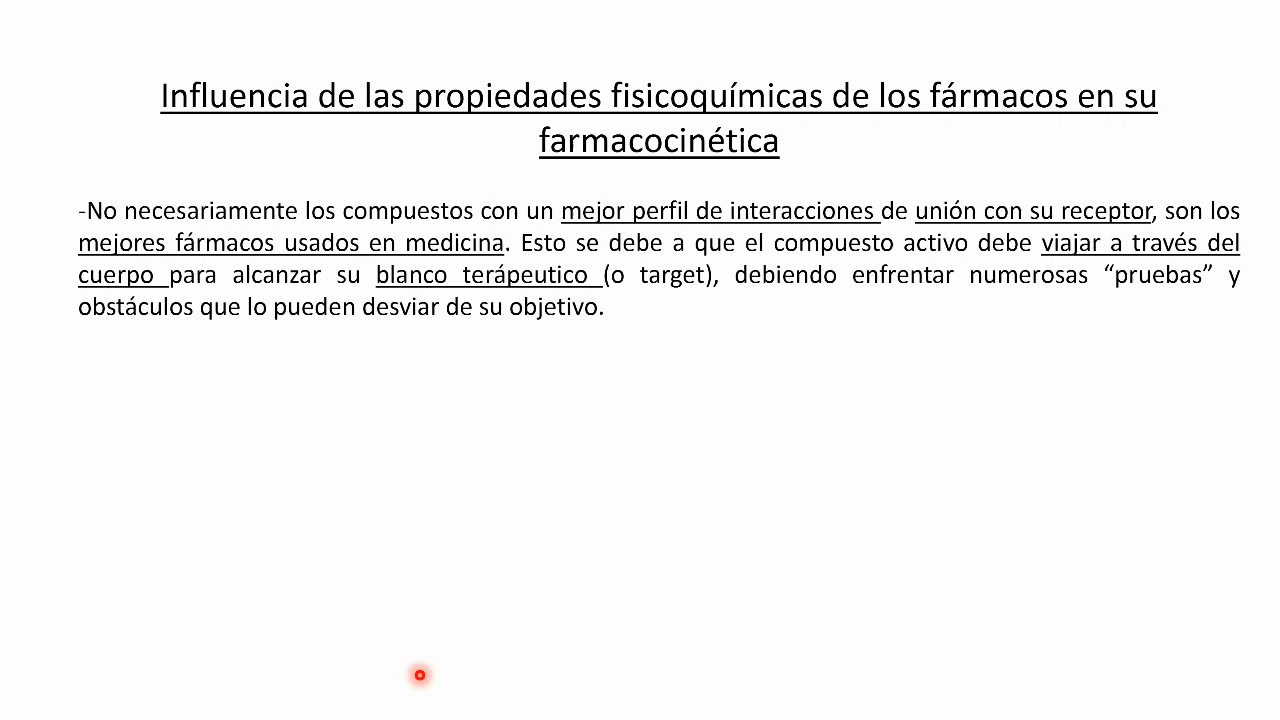 Influencia de las propiedades fisicoquímicas de los fármacos en su
farmacocinética
-No necesariamente los compuestos con un mejor perfil de interacciones de unión con su receptor, son los
mejores fármacos usados en medicina. Esto se debe a que el compuesto activo debe viajar a través del
cuerpo para alcanzar su blanco terápeutico (o target), debiendo enfrentar numerosas “pruebas” y
obstáculos que lo pueden desviar de su objetivo.